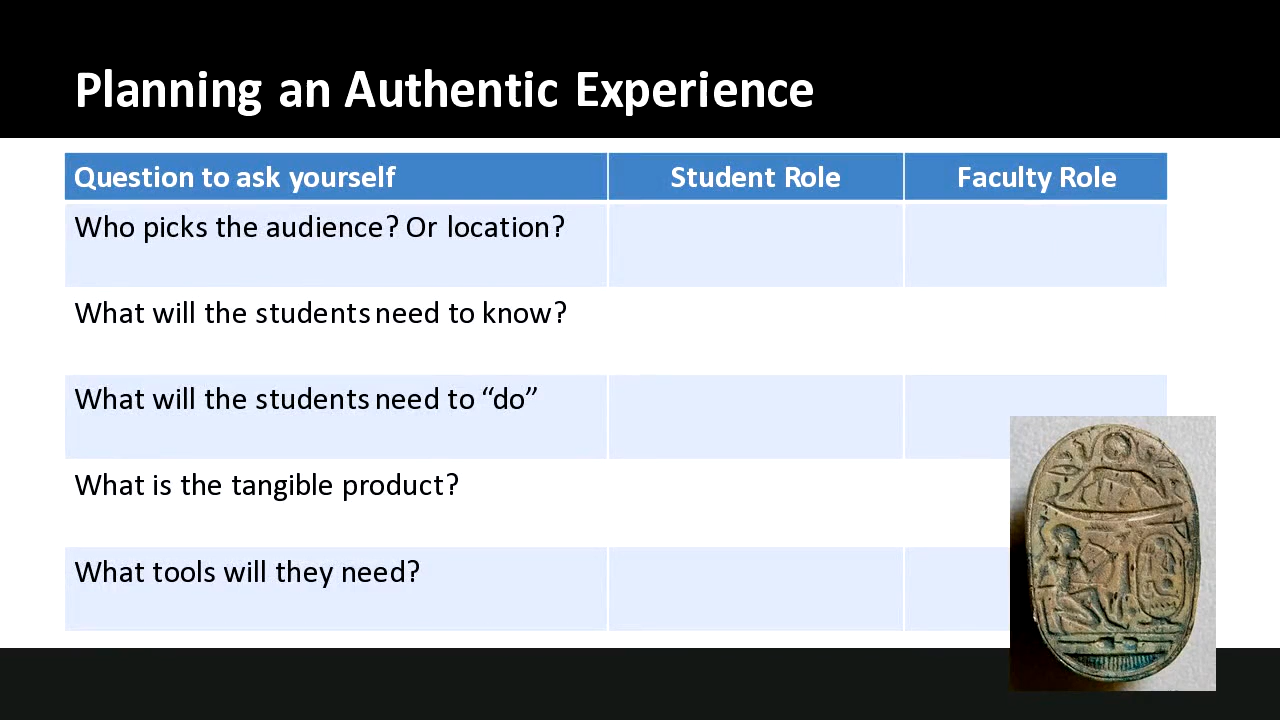 Planning an Authentic Experience
Question to ask yourself
Student Role
Faculty Role
Who picks the audience? Or location?
What will the students need to know?
What will the students need to “do”
What is the tangible product?
What tools will they need?